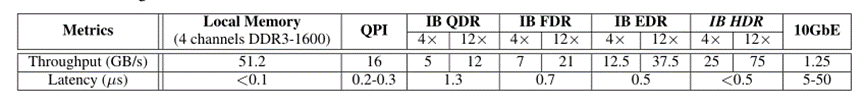 Metrics Local Memory QPI IB QDR IB FDR IB EDR IB HDR 10GbE
(4 channels DDR3-1600) 4× 12× 4× 12× 4× 12× 4× 12×
Throughput (GB/s) 51.2 16 5 12 7 21 12.5 37.5 25 75 1.25
Latency (μs) <0.1 0.2-0.3 1.3 0.7 0.5 <0.5 5-50